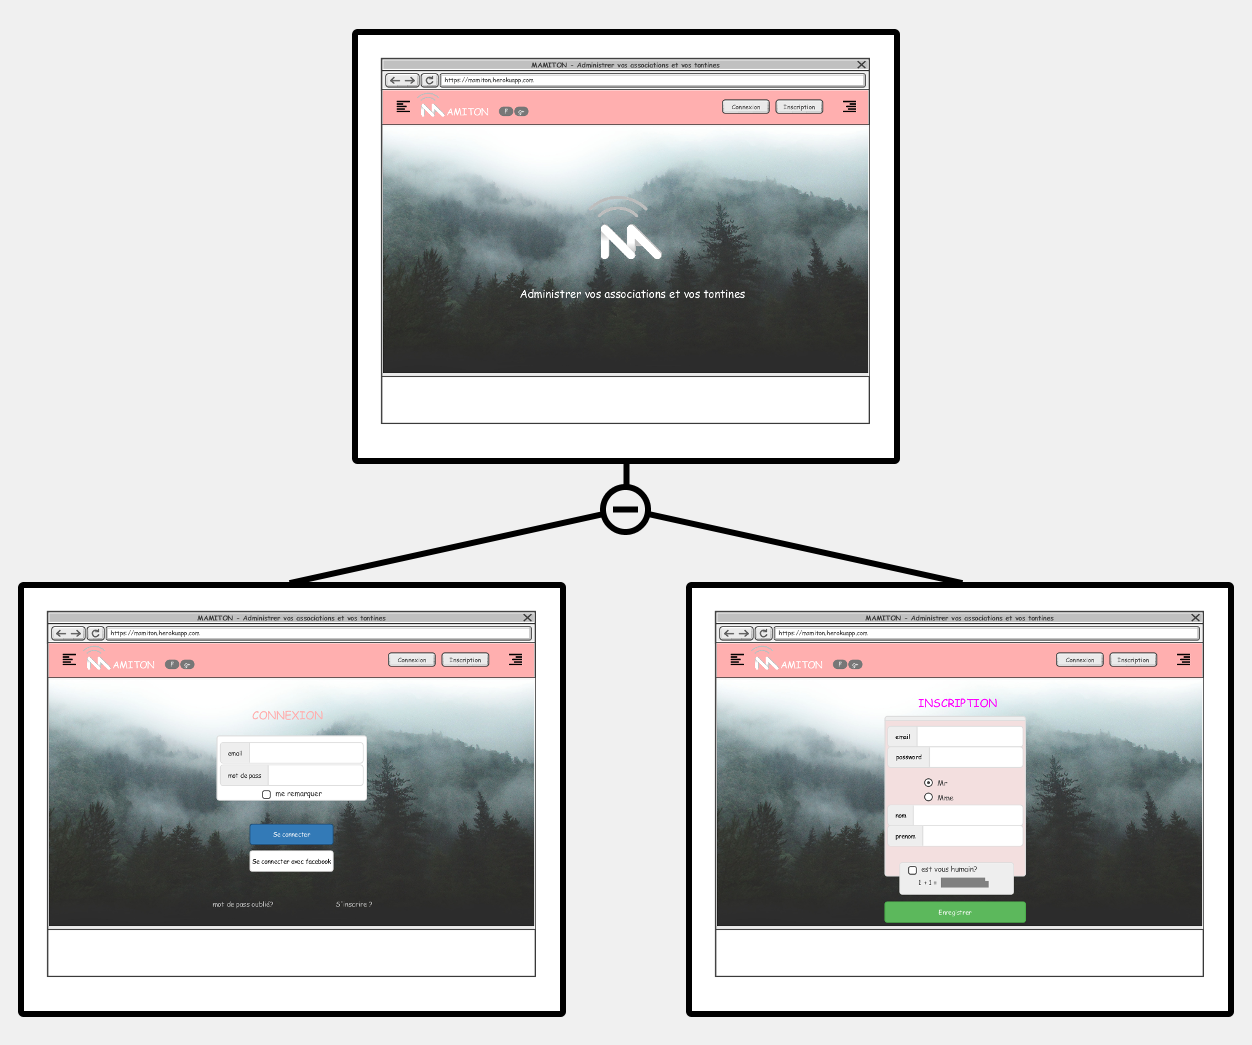 MAMITON - Administrer vos associations et vos tontines
https://mamiton.herokuapp.com
AMITON F g+ Connexion Inscription
Administrer vos associations et vos tontines
MAMITON - Administrer vos associations et vos tontines
https://mamiton.herokuapp.com
AMITON F g+ Connexion Inscription
CONNEXION
email
mot de pass
me remarquer
Se connecter
Se connecter avec facebook
mot de pass oublié? S'inscrire ?
MAMITON - Administrer vos associations et vos tontines
https://mamiton.herokuapp.com
AMITON F g+ Connexion Inscription
INSCRIPTION
email
password
Mr
Mme
nom
prenom
est vous humain?
1 + 1 =
Enregistrer